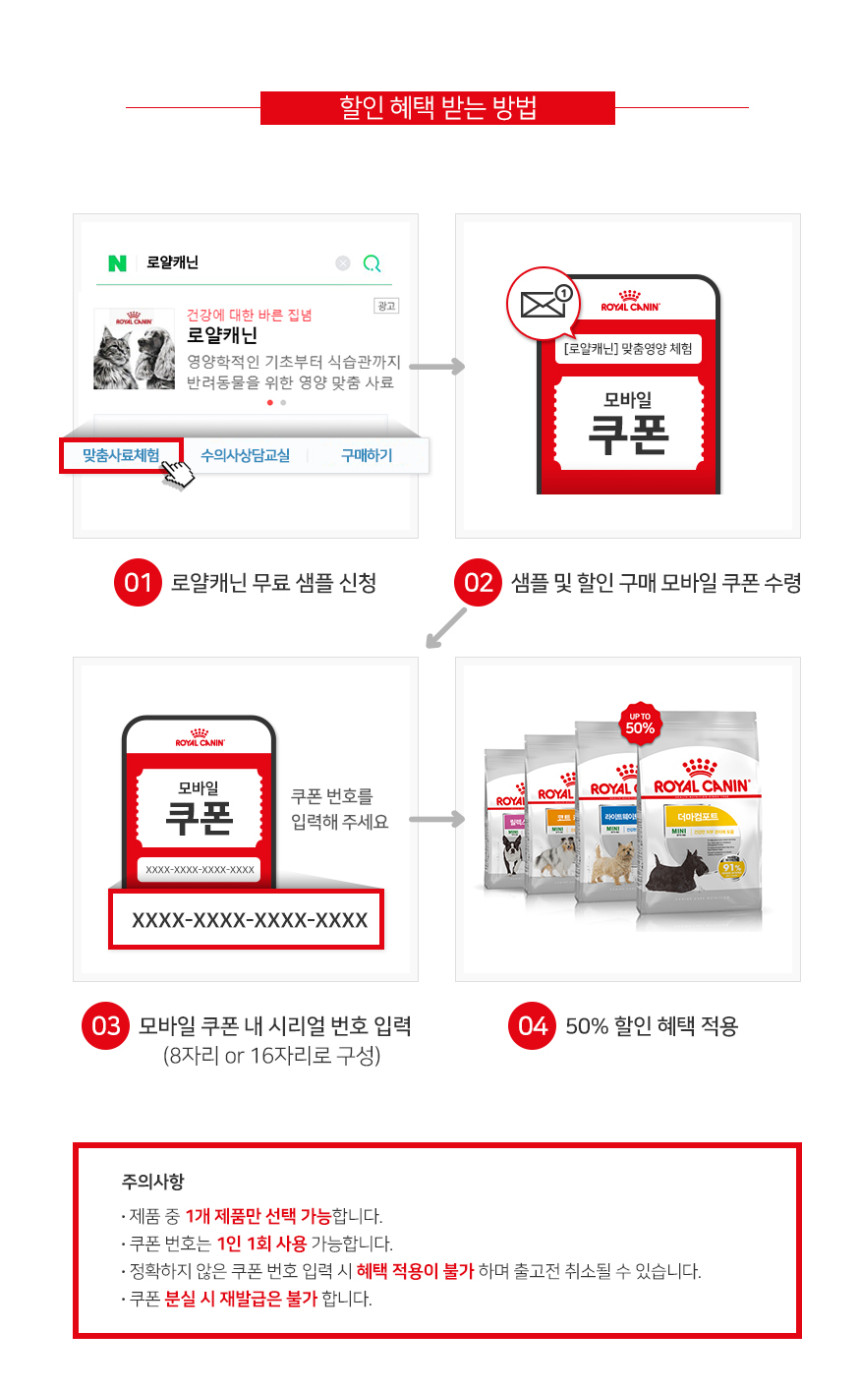 할인 혜택 받는 방법
N 로얄캐닌
광고
ROYAL CANIN
건강에 대한 바른 집념
로얄캐닌
영양학적인 기초부터 식습관까지
반려동물을 위한 영양 맞춤 사료
맞춤사료체험 수의사상담교실 구매하기
1
ROYAL CANIN
[로얄캐닌] 맞춤영양 체험
모바일
쿠폰
01 로얄캐닌 무료 샘플 신청
02 샘플 및 할인 구매 모바일 쿠폰 수령
ROYAL CANIN
모바일
쿠폰
XXXX-XXXX-XXXX-XXXX
XXXX-XXXX-XXXX-XXXX
쿠폰 번호를
입력해 주세요
UP TO
50%
ROYAL CANIN
더마컴포트
MINI
91%
라이트웨이트
MINI
코트
MINI
03 모바일 쿠폰 내 시리얼 번호 입력
(8자리 or 16자리로 구성)
04 50% 할인 혜택 적용
주의사항
· 제품 중 1개 제품만 선택 가능합니다.
· 쿠폰 번호는 1인 1회 사용 가능합니다.
· 정확하지 않은 쿠폰 번호 입력 시 혜택 적용이 불가 하며 출고전 취소될 수 있습니다.
· 쿠폰 분실 시 재발급은 불가 합니다.